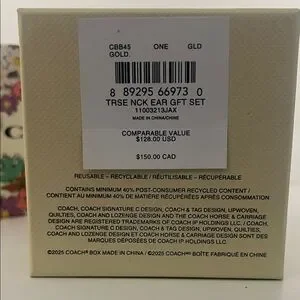 CBB45 ONE GLD
GOLD.
8 89295 66973 0
TRSE NCK EAR GFT SET
11003213JAX
MADE IN CHINA/CHINE
COMPARABLE VALUE
$128.00 USD
$150.00 CAD
REUSABLE - RECYCLABLE / RÉUTILISABLE - RÉCUPÉRABLE
CONTAINS MINIMUM 40% POST-CONSUMER RECYCLED CONTENT /
CONTIENT AU MINIMUM 40% DE MATIÈRE RÉCUPÉRÉES APRÈS CONSOMMATION
COACH, COACH SIGNATURE C DESIGN, COACH & TAG DESIGN, UPWOVEN,
QUILTIES, COACH AND LOZENGE DESIGN AND THE COACH HORSE & CARRIAGE
DESIGN ARE REGISTERED TRADEMARKS OF COACH IP HOLDINGS LLC. / COACH,
COACH SIGNATURE C DESIGN, COACH & TAG DESIGN, UPWOVEN, QUILTIES, COACH
AND LOZENGE DESIGN ET COACH HORSE & CARRIAGE DESIGN SONT DES
MARQUES DÉPOSÉES DE COACH IP HOLDINGS LLC
©2025 COACH® BOX MADE IN CHINA / ©2025 COACH® BOÎTE FABRIQUÉ EN CHINE